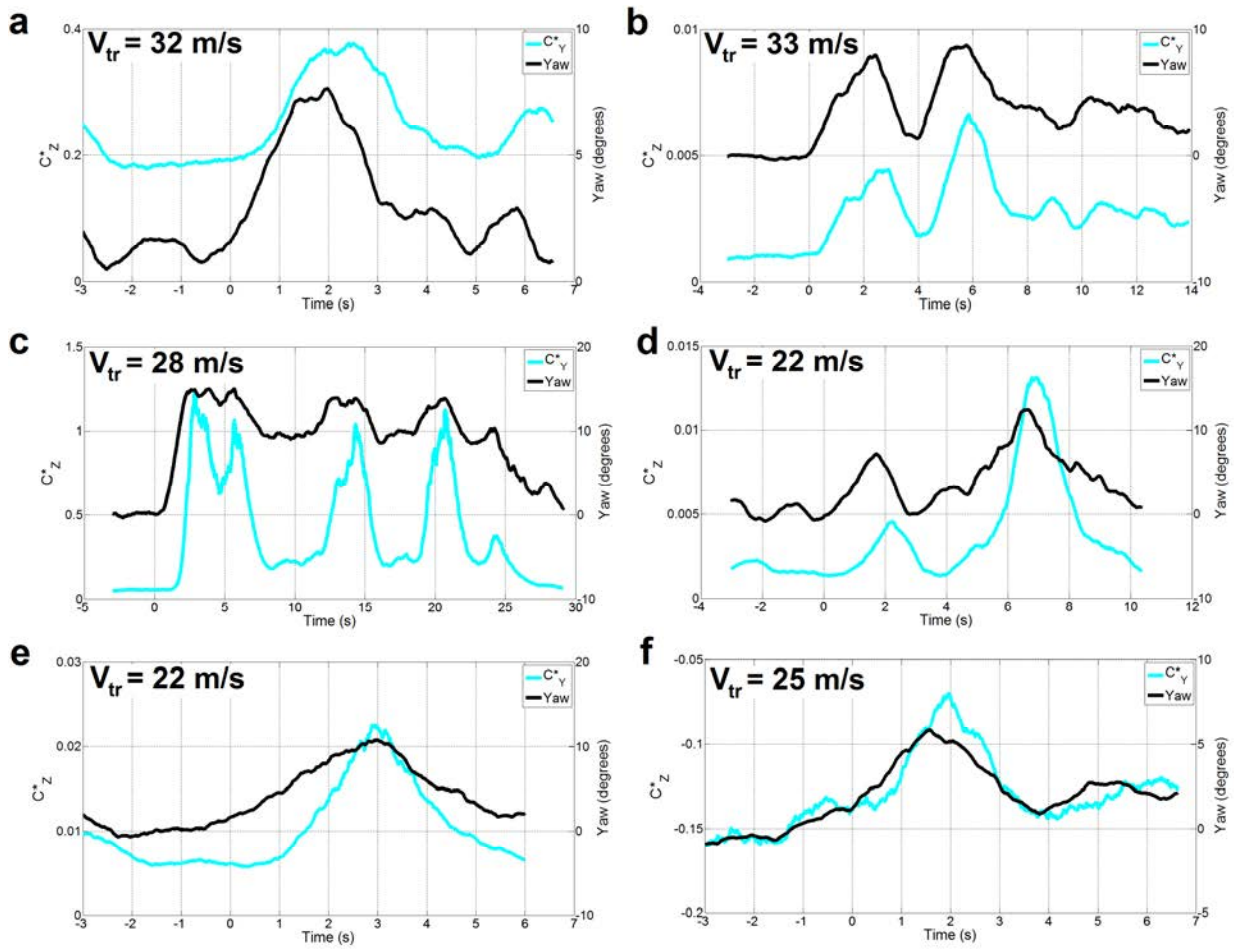 a
V_tr = 32 m/s
0.4
0.2
0
C*_Z
10
5
0
Yaw (degrees)
C*_Y
Yaw
-3 -2 -1 0 1 2 3 4 5 6 7
Time (s)
b
V_tr = 33 m/s
0.01
0.005
0
C*_Z
10
0
-10
Yaw (degrees)
C*_Y
Yaw
-4 -2 0 2 4 6 8 10 12 14
Time (s)
c
V_tr = 28 m/s
1.5
1
0.5
0
C*_Z
20
10
0
-10
Yaw (degrees)
C*_Y
Yaw
-5 0 5 10 15 20 25 30
Time (s)
d
V_tr = 22 m/s
0.015
0.01
0.005
0
C*_Z
20
10
0
-10
Yaw (degrees)
C*_Y
Yaw
-4 -2 0 2 4 6 8 10 12
Time (s)
e
V_tr = 22 m/s
0.03
0.02
0.01
0
C*_Z
20
10
0
-10
Yaw (degrees)
C*_Y
Yaw
-3 -2 -1 0 1 2 3 4 5 6 7
Time (s)
f
V_tr = 25 m/s
-0.05
-0.1
-0.15
-0.2
C*_Z
10
5
0
-5
Yaw (degrees)
C*_Y
Yaw
-3 -2 -1 0 1 2 3 4 5 6 7
Time (s)